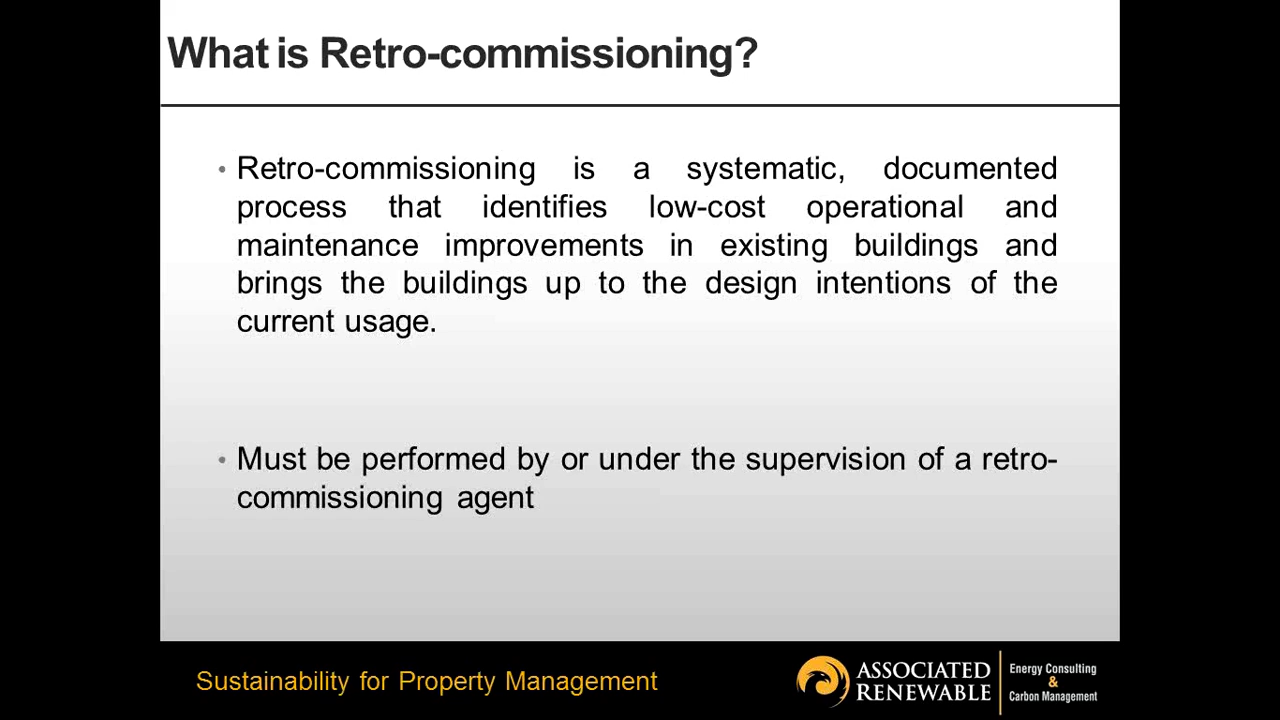 What is Retro-commissioning?
• Retro-commissioning is a systematic, documented
process that identifies low-cost operational and
maintenance improvements in existing buildings and
brings the buildings up to the design intentions of the
current usage.
• Must be performed by or under the supervision of a retro-
commissioning agent
Sustainability for Property Management
ASSOCIATED
RENEWABLE
Energy Consulting
&
Carbon Management